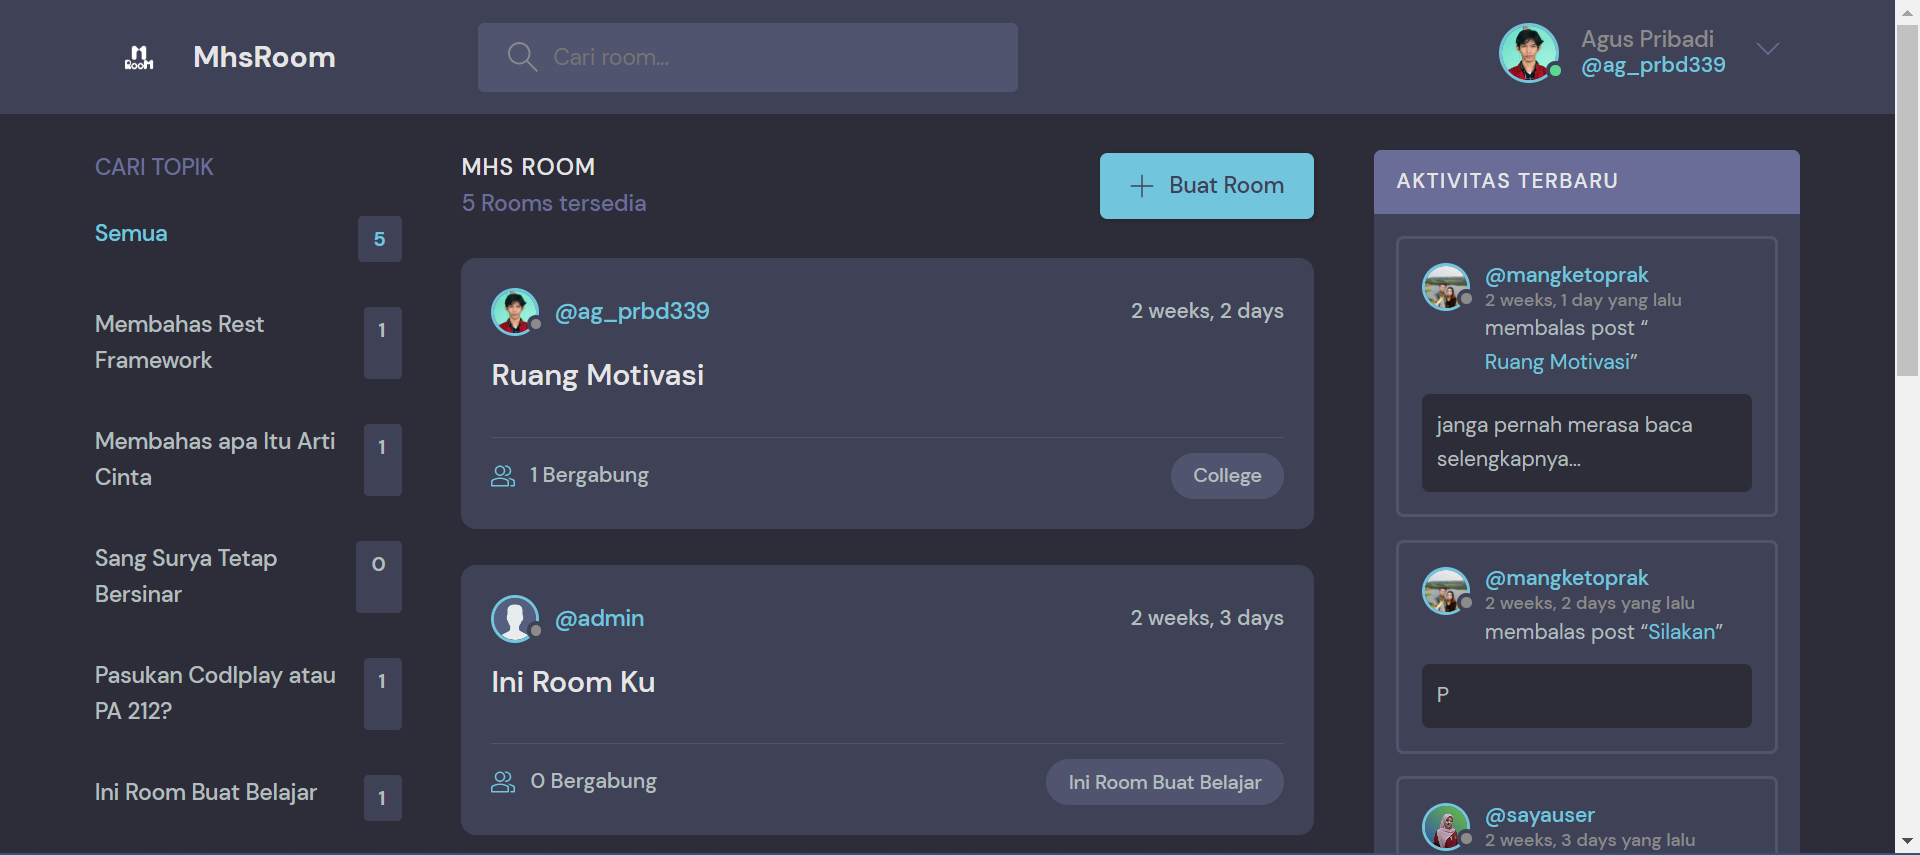 ROOM
MhsRoom
Cari room...
Agus Pribadi
@ag_prbd339
CARI TOPIK
Semua
5
Membahas Rest
Framework
1
Membahas apa Itu Arti
Cinta
1
Sang Surya Tetap
Bersinar
0
Pasukan Codlplay atau
PA 212?
1
Ini Room Buat Belajar
1
MHS ROOM
5 Rooms tersedia
Buat Room
@ag_prbd339
2 weeks, 2 days
Ruang Motivasi
1 Bergabung
College
@admin
2 weeks, 3 days
Ini Room Ku
0 Bergabung
Ini Room Buat Belajar
AKTIVITAS TERBARU
@mangketoprak
2 weeks, 1 day yang lalu
membalas post “
Ruang Motivasi”
janga pernah merasa baca
selengkapnya...
@mangketoprak
2 weeks, 2 days yang lalu
membalas post “Silakan”
P
@sayauser
2 weeks, 3 days yang lalu